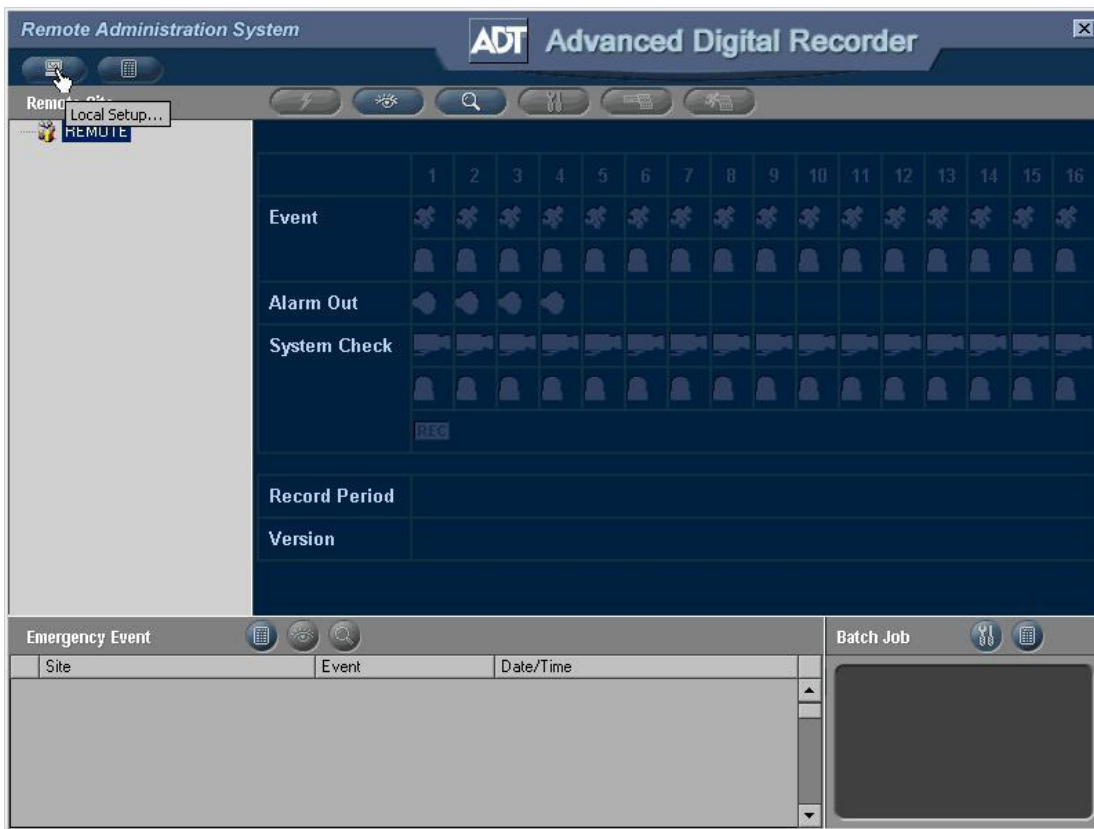 Remote Administration System
ADT Advanced Digital Recorder
Remote Site
Local Setup...
REMOTE
1 2 3 4 5 6 7 8 9 10 11 12 13 14 15 16
Event
Alarm Out
System Check
REC
Record Period
Version
Emergency Event
Batch Job
Site Event Date/Time